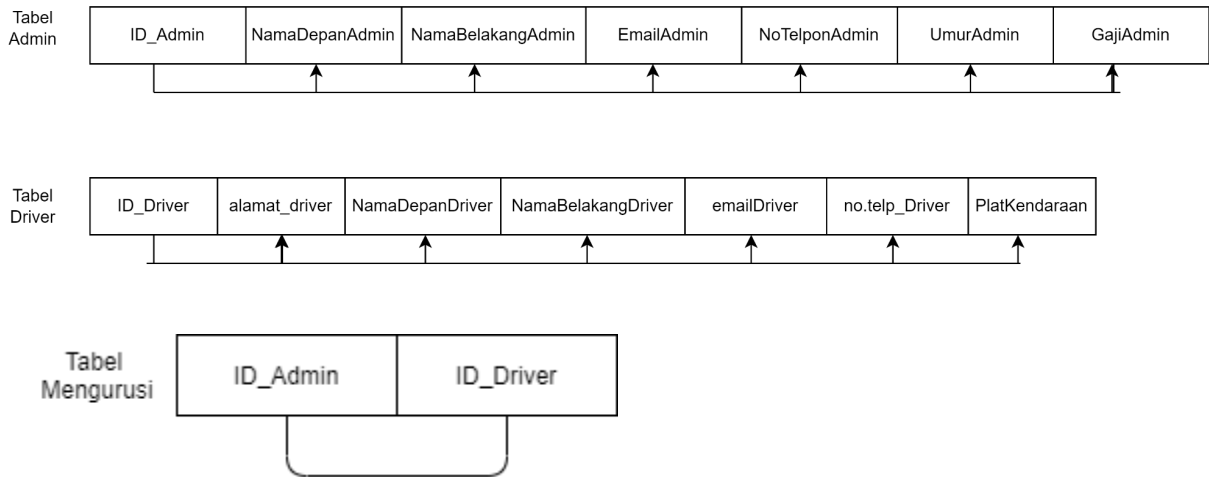 Tabel
Admin
ID_Admin NamaDepanAdmin NamaBelakangAdmin EmailAdmin NoTelponAdmin UmurAdmin GajiAdmin
Tabel
Driver
ID_Driver alamat_driver NamaDepanDriver NamaBelakangDriver emailDriver no.telp_Driver PlatKendaraan
Tabel
Mengurusi
ID_Admin ID_Driver